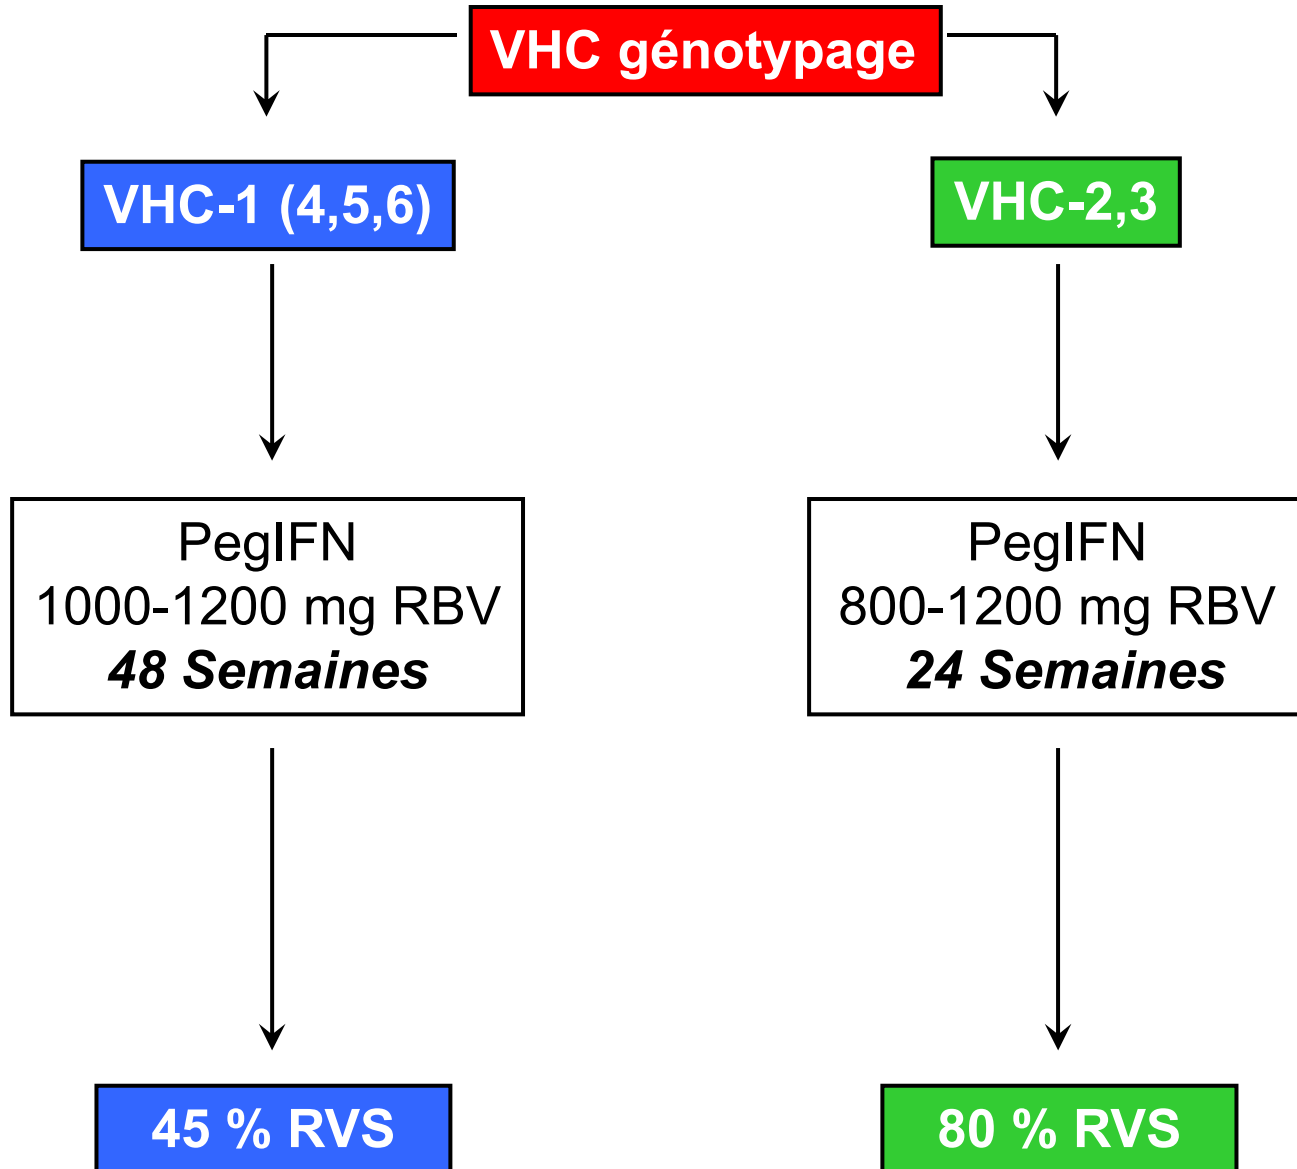 VHC génotypage
VHC-1 (4,5,6)
VHC-2,3
PegIFN
1000-1200 mg RBV
48 Semaines
PegIFN
800-1200 mg RBV
24 Semaines
45 % RVS
80 % RVS